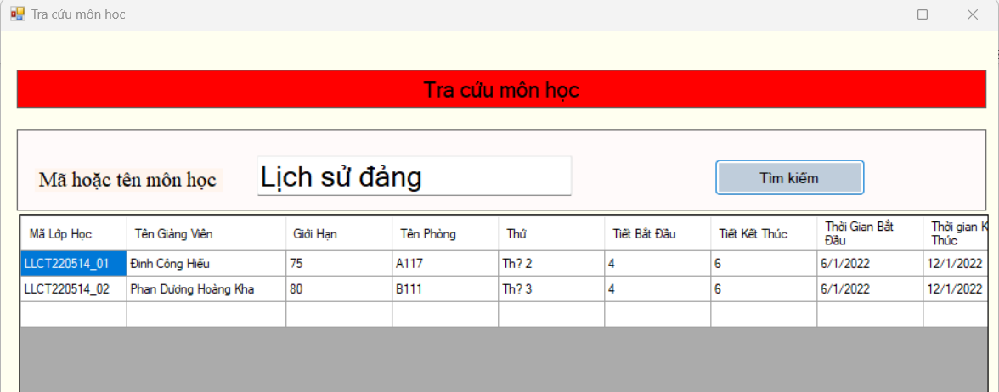 Tra cứu môn học
Tra cứu môn học
Mã hoặc tên môn học Lịch sử đảng Tìm kiếm
Mã Lớp Học Tên Giảng Viên Giới Hạn Tên Phòng Thứ Tiết Bắt Đầu Tiết Kết Thúc Thời Gian Bắt Đầu Thời gian K Thúc
LLCT220514_01 Đinh Công Hiếu 75 A117 Th? 2 4 6 6/1/2022 12/1/2022
LLCT220514_02 Phan Dương Hoàng Kha 80 B111 Th? 3 4 6 6/1/2022 12/1/2022